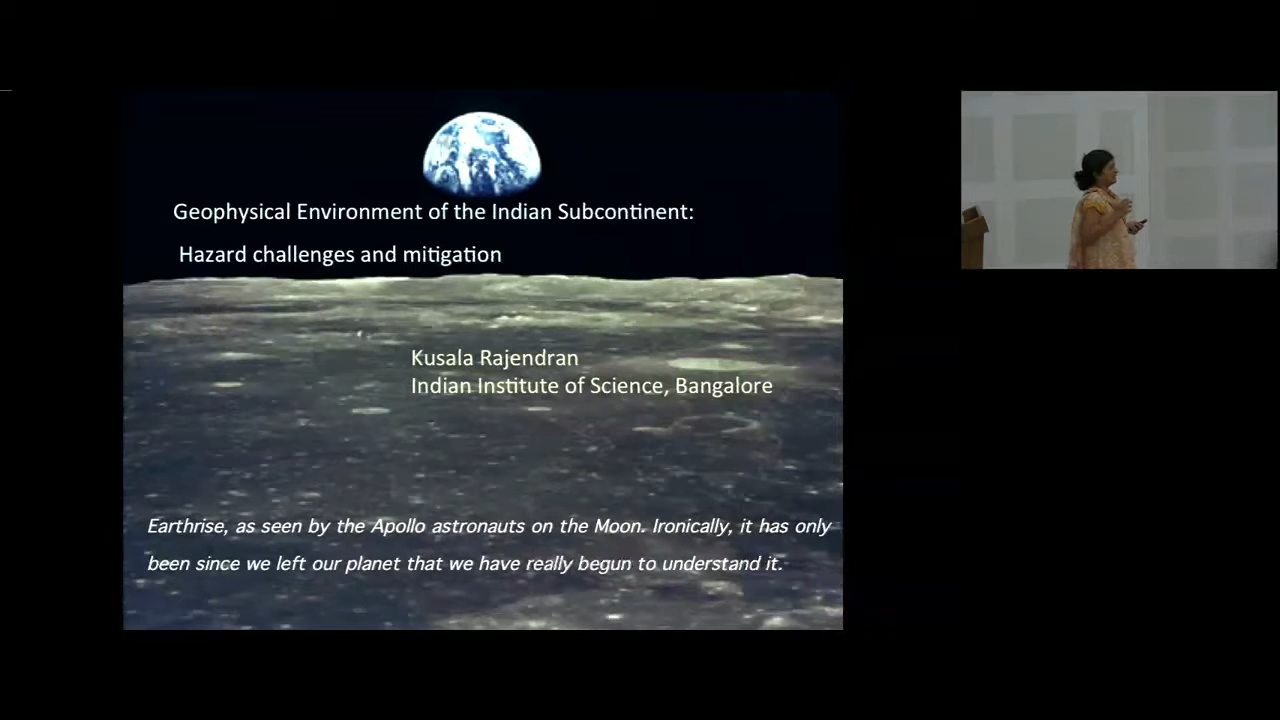 Geophysical Environment of the Indian Subcontinent:
Hazard challenges and mitigation
Kusala Rajendran
Indian Institute of Science, Bangalore
Earthrise, as seen by the Apollo astronauts on the Moon. Ironically, it has only
been since we left our planet that we have really begun to understand it.